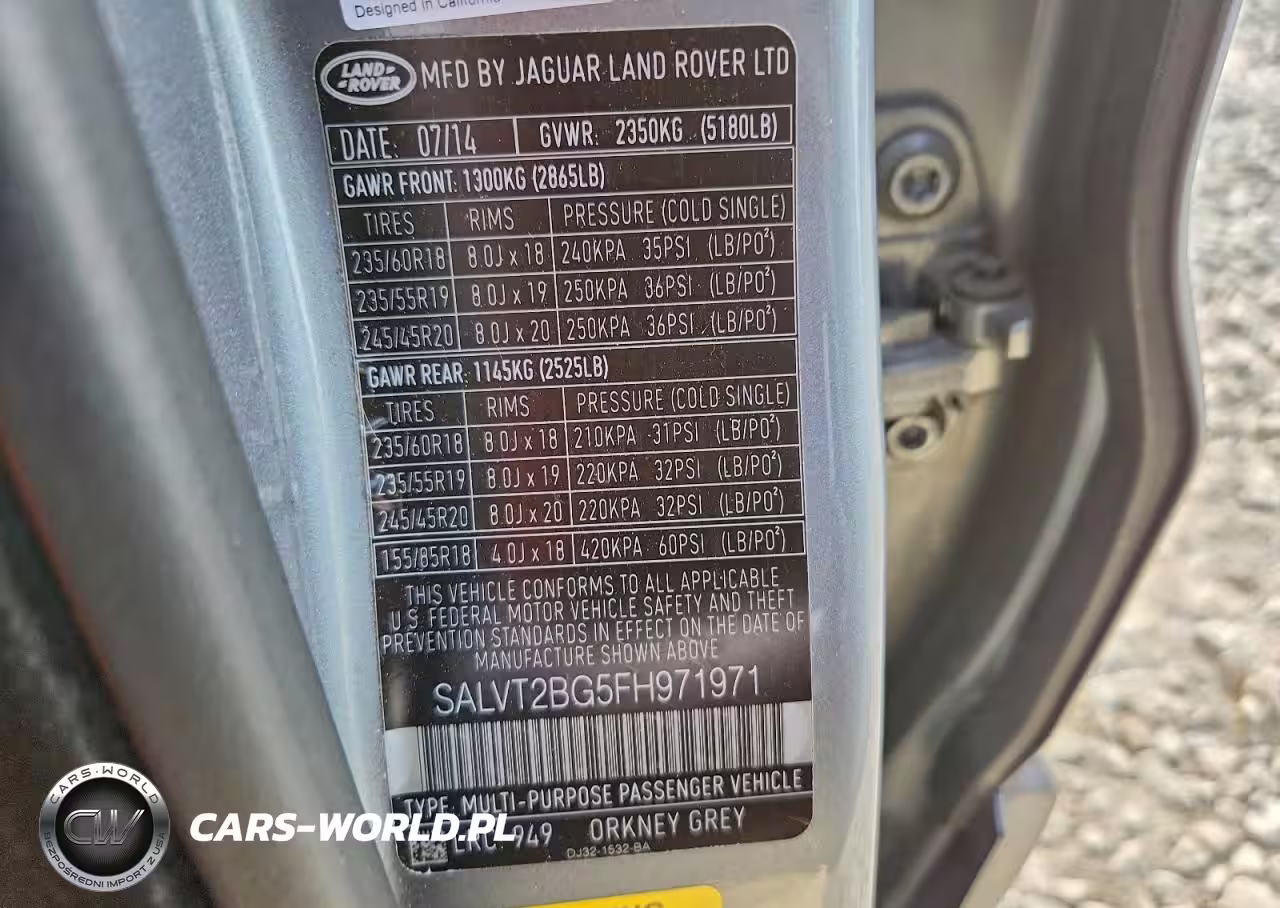 Designed in California
LAND-
-ROVER
MFD BY JAGUAR LAND ROVER LTD
DATE: 07/14 GVWR: 2350KG (5180LB)
GAWR FRONT: 1300KG (2865LB)
TIRES RIMS PRESSURE (COLD SINGLE)
235/60R18 8.0J x 18 240KPA 35PSI (LB/PO²)
235/55R19 8.0J x 19 250KPA 36PSI (LB/PO²)
245/45R20 8.0J x 20 250KPA 36PSI (LB/PO²)
GAWR REAR: 1145KG (2525LB)
TIRES RIMS PRESSURE (COLD SINGLE)
235/60R18 8.0J x 18 210KPA 31PSI (LB/PO²)
235/55R19 8.0J x 19 220KPA 32PSI (LB/PO²)
245/45R20 8.0J x 20 220KPA 32PSI (LB/PO²)
155/85R18 4.0J x 18 420KPA 60PSI (LB/PO²)
THIS VEHICLE CONFORMS TO ALL APPLICABLE
U.S. FEDERAL MOTOR VEHICLE SAFETY AND THEFT
PREVENTION STANDARDS IN EFFECT ON THE DATE OF
MANUFACTURE SHOWN ABOVE
SALVT2BG5FH971971
TYPE: MULTI-PURPOSE PASSENGER VEHICLE
LRC 949 ORKNEY GREY
DJ32-1532-BA
CARS-WORLD
CW
BEZPOŚREDNI IMPORT Z USA
CARS-WORLD.PL